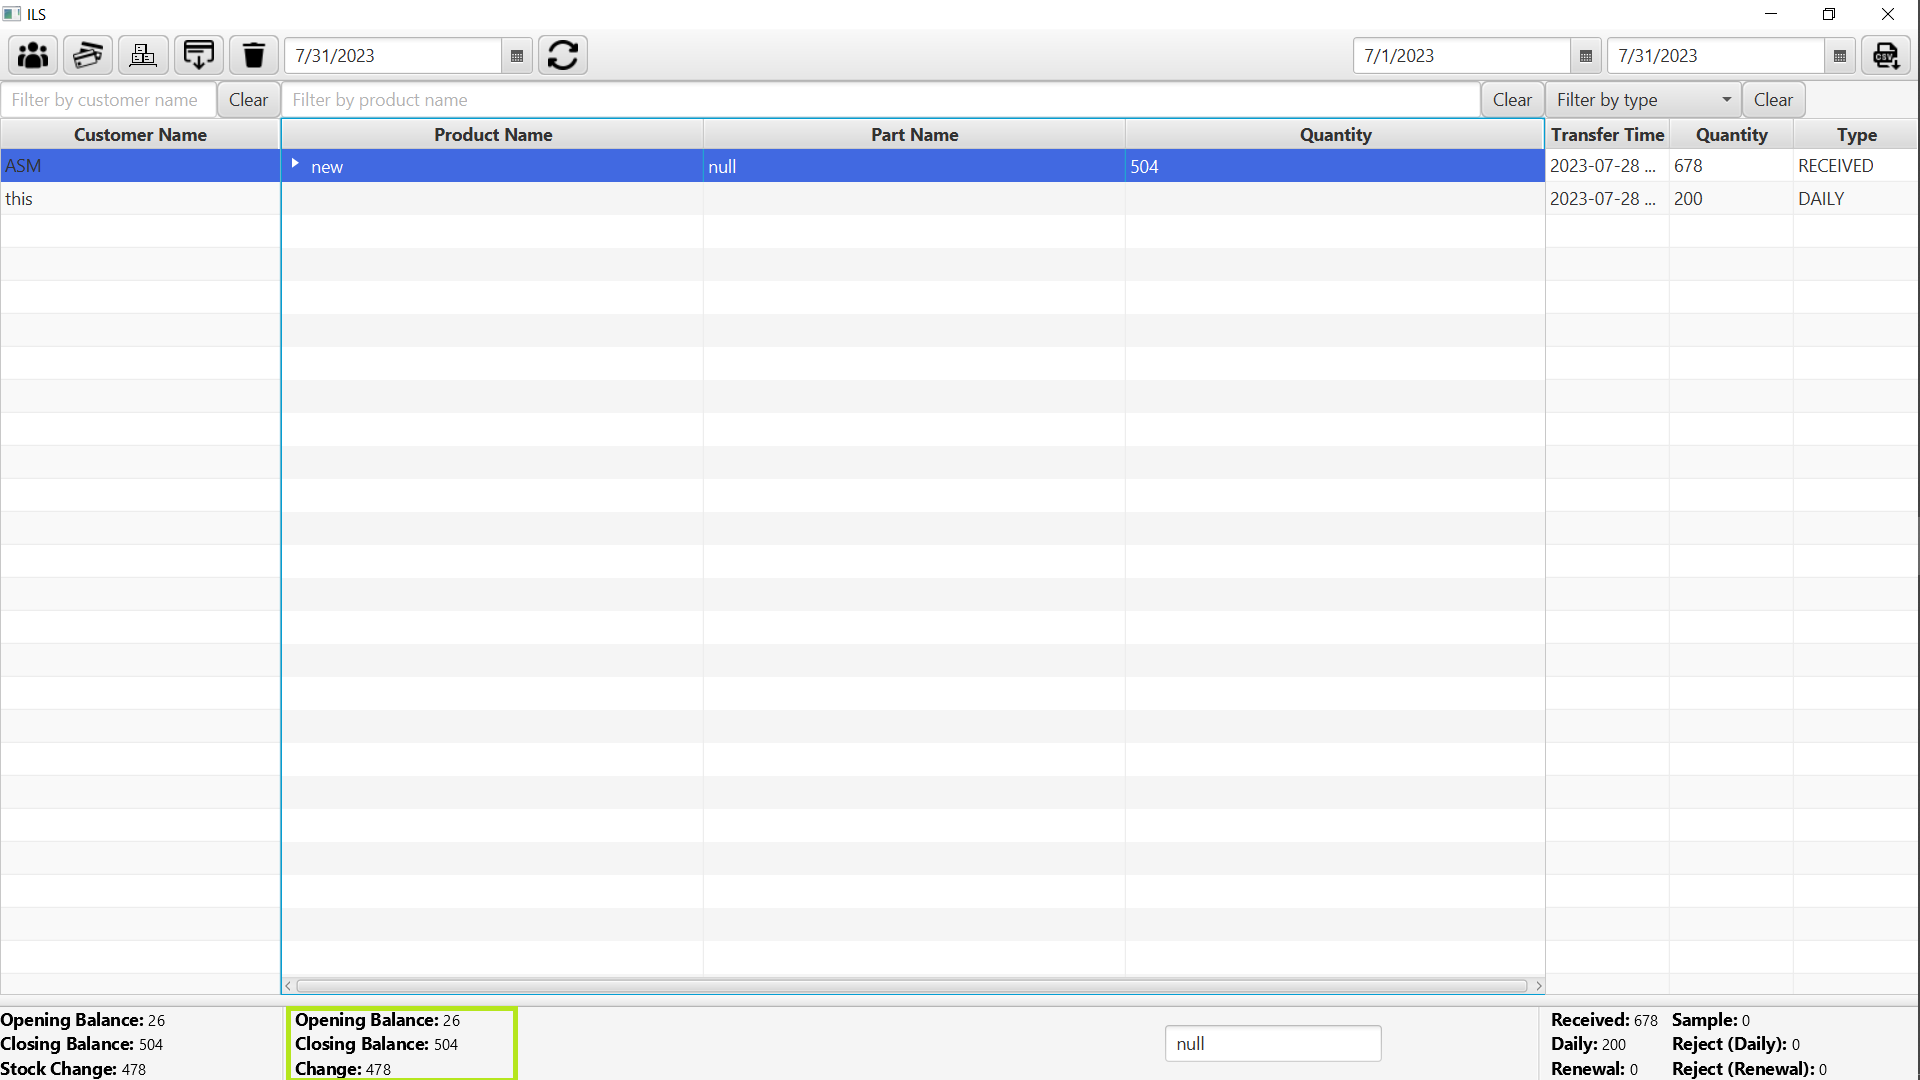 ILS
7/31/2023
7/1/2023
7/31/2023
CSV
Filter by customer name
Clear
Filter by product name
Clear
Filter by type
Clear
Customer Name
Product Name
Part Name
Quantity
Transfer Time
Quantity
Type
ASM
new
null
504
2023-07-28 ...
678
RECEIVED
this
2023-07-28 ...
200
DAILY
Opening Balance: 26
Closing Balance: 504
Stock Change: 478
Opening Balance: 26
Closing Balance: 504
Change: 478
null
Received: 678
Daily: 200
Renewal: 0
Sample: 0
Reject (Daily): 0
Reject (Renewal): 0